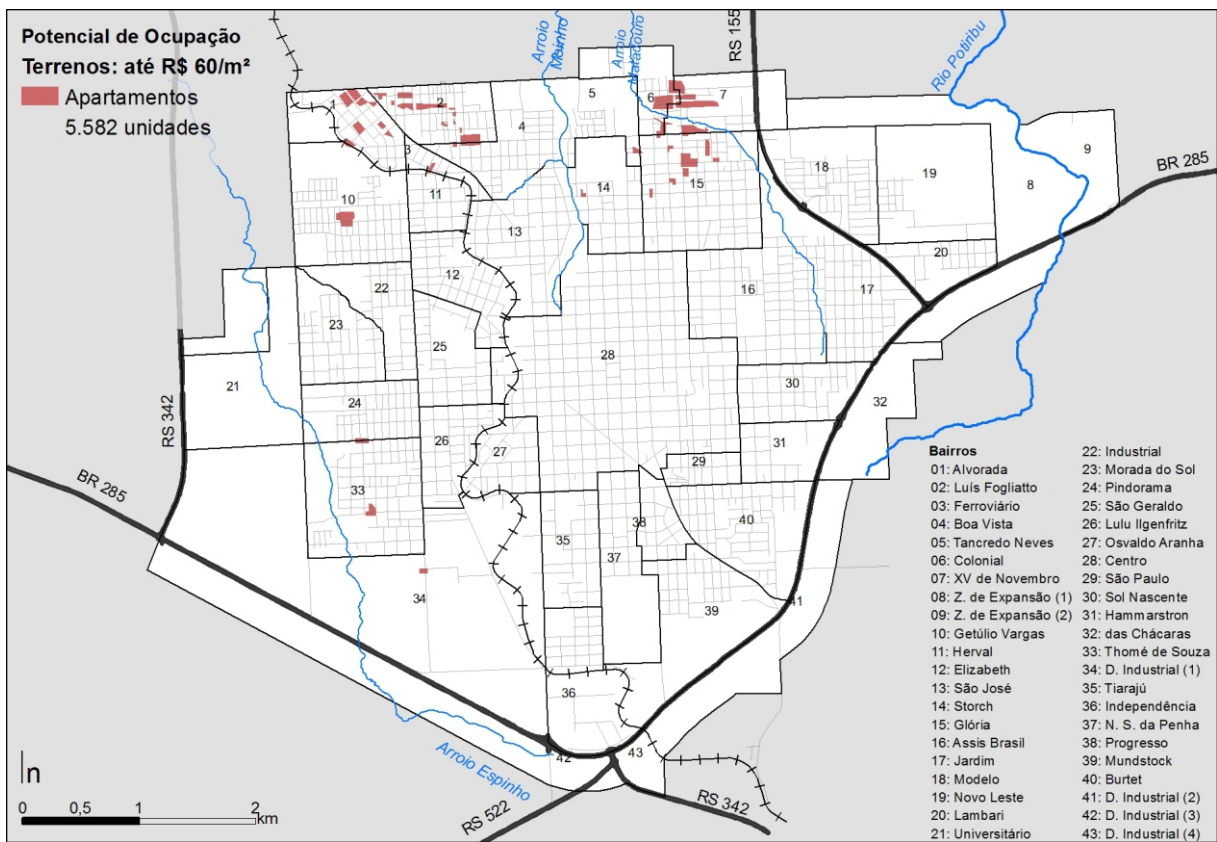 Potencial de Ocupação
Terrenos: até R$ 60/m²
Apartamentos
5.582 unidades
Arroio
Moinho
Arroio
Matadouro
RS 155
Rio Potiribu
1
2
3
4
5
6
7
8
9
10
11
12
13
14
15
16
17
18
19
20
21
22
23
24
25
26
27
28
29
30
31
32
33
34
35
36
37
38
39
40
41
42
43
BR 285
RS 342
BR 285
Arroio Espinho
RS 522
RS 342
n
0 0,5 1 2
km
Bairros
01: Alvorada
02: Luís Fogliatto
03: Ferroviário
04: Boa Vista
05: Tancredo Neves
06: Colonial
07: XV de Novembro
08: Z. de Expansão (1)
09: Z. de Expansão (2)
10: Getúlio Vargas
11: Herval
12: Elizabeth
13: São José
14: Storch
15: Glória
16: Assis Brasil
17: Jardim
18: Modelo
19: Novo Leste
20: Lambari
21: Universitário
22: Industrial
23: Morada do Sol
24: Pindorama
25: São Geraldo
26: Lulu Ilgenfritz
27: Osvaldo Aranha
28: Centro
29: São Paulo
30: Sol Nascente
31: Hammarstron
32: das Chácaras
33: Thomé de Souza
34: D. Industrial (1)
35: Tiarajú
36: Independência
37: N. S. da Penha
38: Progresso
39: Mundstock
40: Burtet
41: D. Industrial (2)
42: D. Industrial (3)
43: D. Industrial (4)